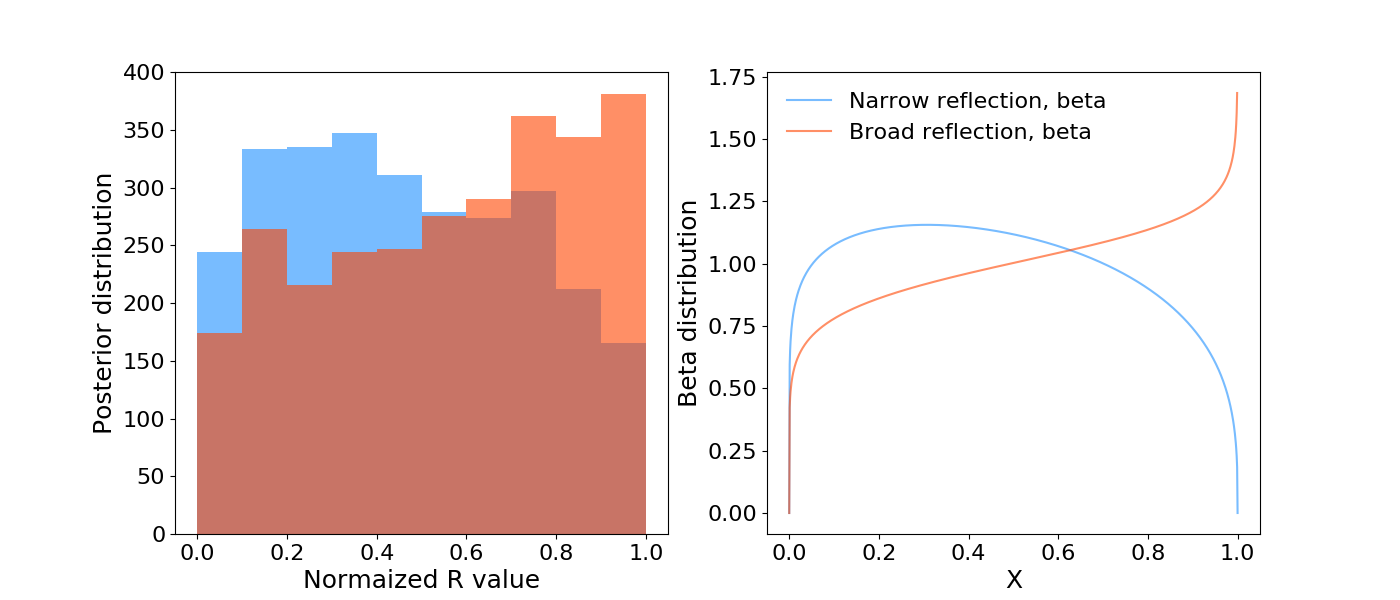 400
350
300
250
200
150
100
50
0
Posterior distribution
0.0 0.2 0.4 0.6 0.8 1.0
Normaized R value
1.75
1.50
1.25
1.00
0.75
0.50
0.25
0.00
Beta distribution
Narrow reflection, beta
Broad reflection, beta
0.0 0.2 0.4 0.6 0.8 1.0
X